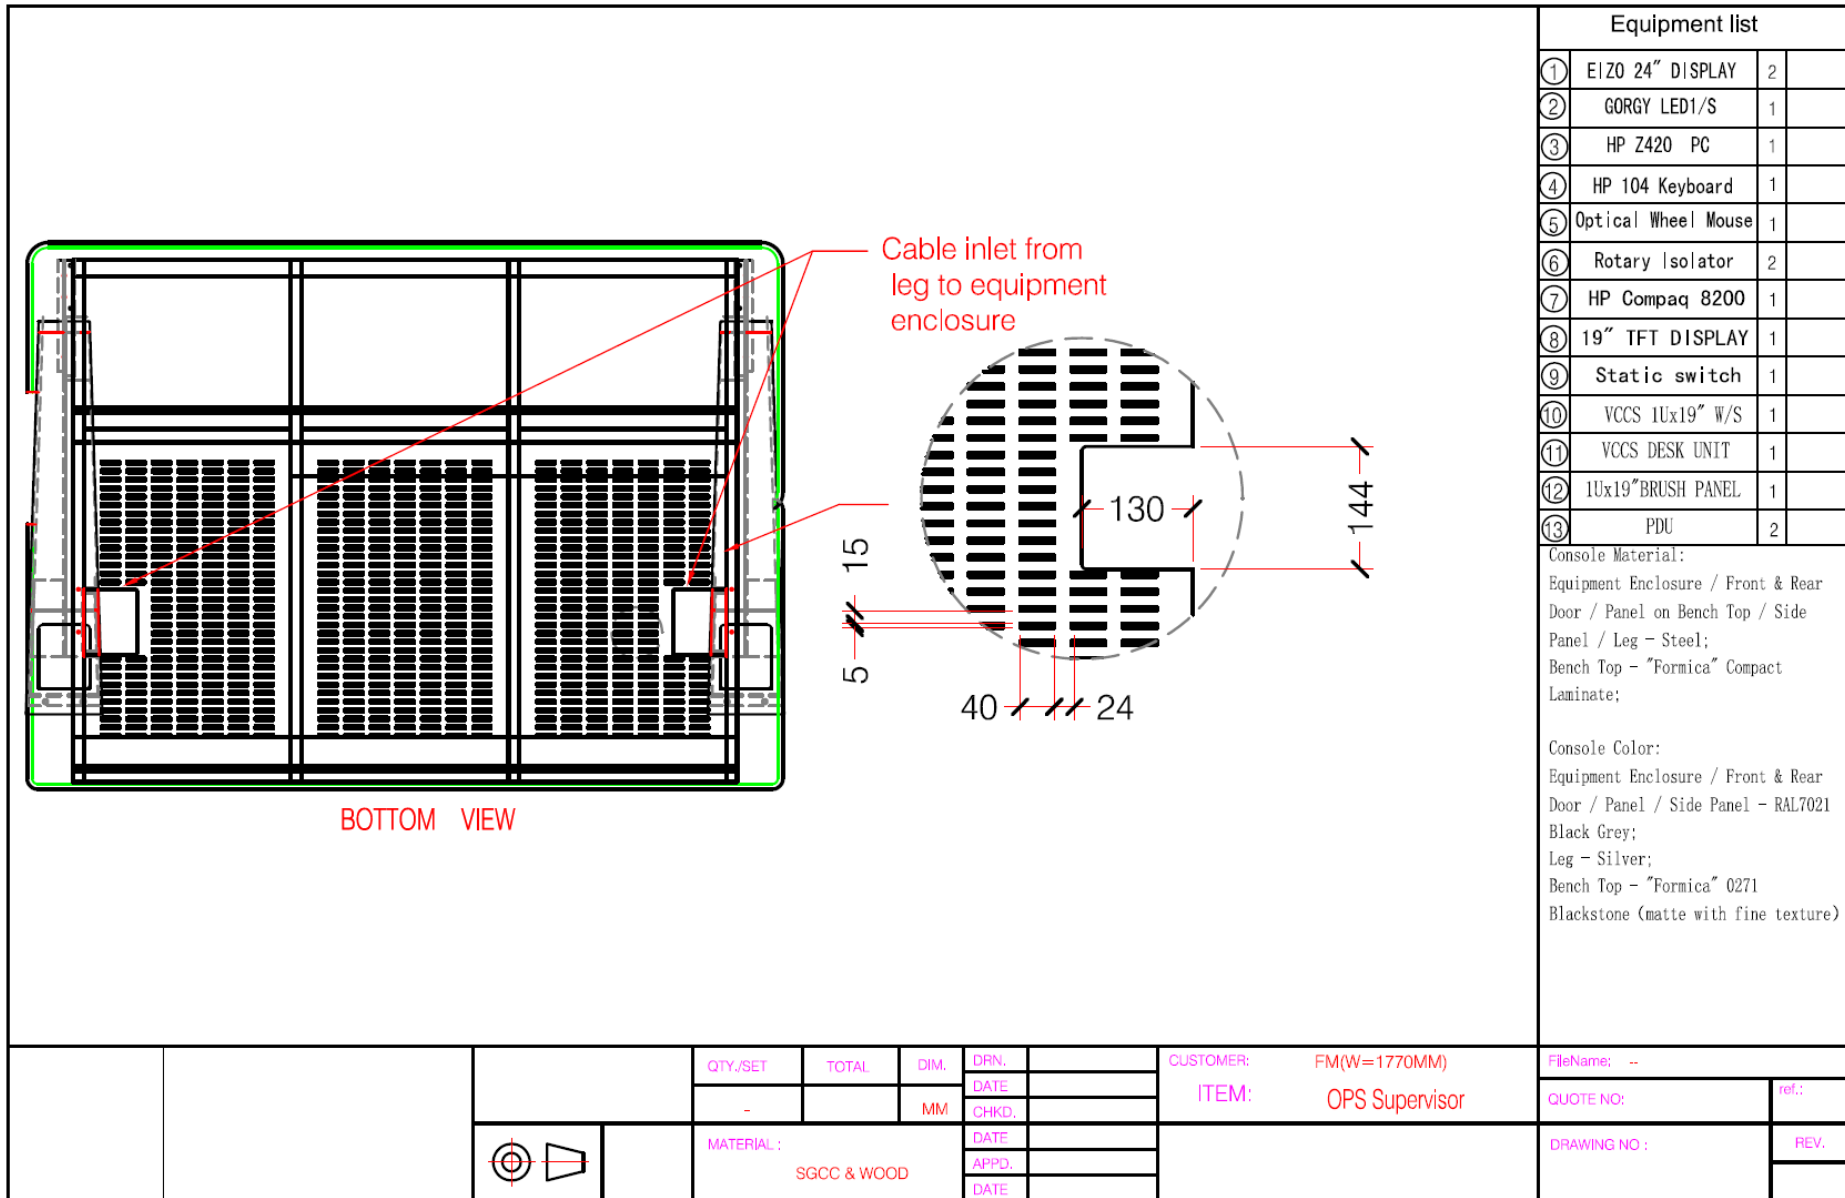 Equipment list
1 EIZO 24" DISPLAY 2
2 GORGY LED1/S 1
3 HP Z420 PC 1
4 HP 104 Keyboard 1
5 Optical Wheel Mouse 1
6 Rotary Isolator 2
7 HP Compaq 8200 1
8 19" TFT DISPLAY 1
9 Static switch 1
10 VCCS 1Ux19" W/S 1
11 VCCS DESK UNIT 1
12 1Ux19"BRUSH PANEL 1
13 PDU 2
Console Material:
Equipment Enclosure / Front & Rear
Door / Panel on Bench Top / Side
Panel / Leg - Steel;
Bench Top - "Formica" Compact
Laminate;
Console Color:
Equipment Enclosure / Front & Rear
Door / Panel / Side Panel - RAL7021
Black Grey;
Leg - Silver;
Bench Top - "Formica" 0271
Blackstone (matte with fine texture)
Cable inlet from
leg to equipment
enclosure
130
144
15
5
40
24
BOTTOM VIEW
QTY./SET TOTAL DIM.
- MM
MATERIAL :
SGCC & WOOD
DRN.
DATE
CHKD.
DATE
APPD.
DATE
CUSTOMER: FM(W=1770MM)
ITEM: OPS Supervisor
FileName: --
QUOTE NO: ref.:
DRAWING NO : REV.